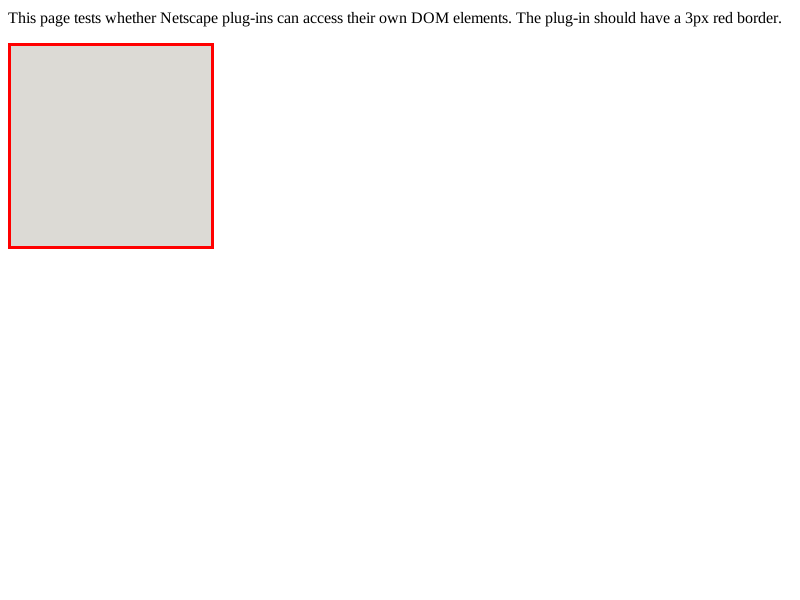 This page tests whether Netscape plug-ins can access their own DOM elements. The plug-in should have a 3px red border.